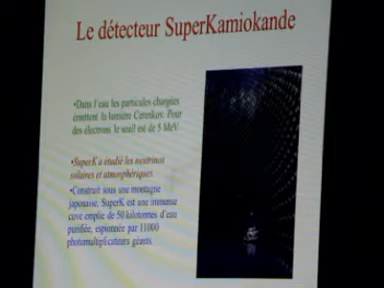 Le détecteur SuperKamiokande
•Dans l'eau les particules chargées
émettent la lumière Cerenkov. Pour
des électrons le seuil est de 5 MeV
•SuperK a étudié les neutrinos
solaires et atmosphériques.
•Construit sous une montagne
japonaise, SuperK est une immense
cuve emplie de 50 kilotonnes d'eau
purifiée, espionnée par 11000
photomultiplicateurs géants.